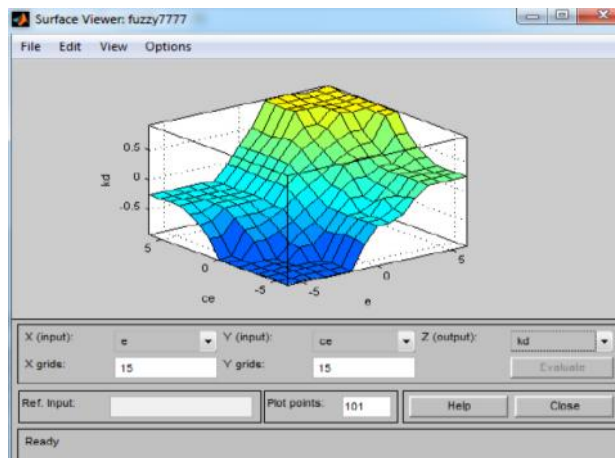 Surface Viewer: fuzzy7777
File Edit View Options
0.5
0
-0.5
kd
5
0
-5
ce
-5
0
5
e
X (input): e Y (input): ce Z (output): kd
X grids: 15 Y grids: 15 Evaluate
Ref. Input: Plot points: 101 Help Close
Ready